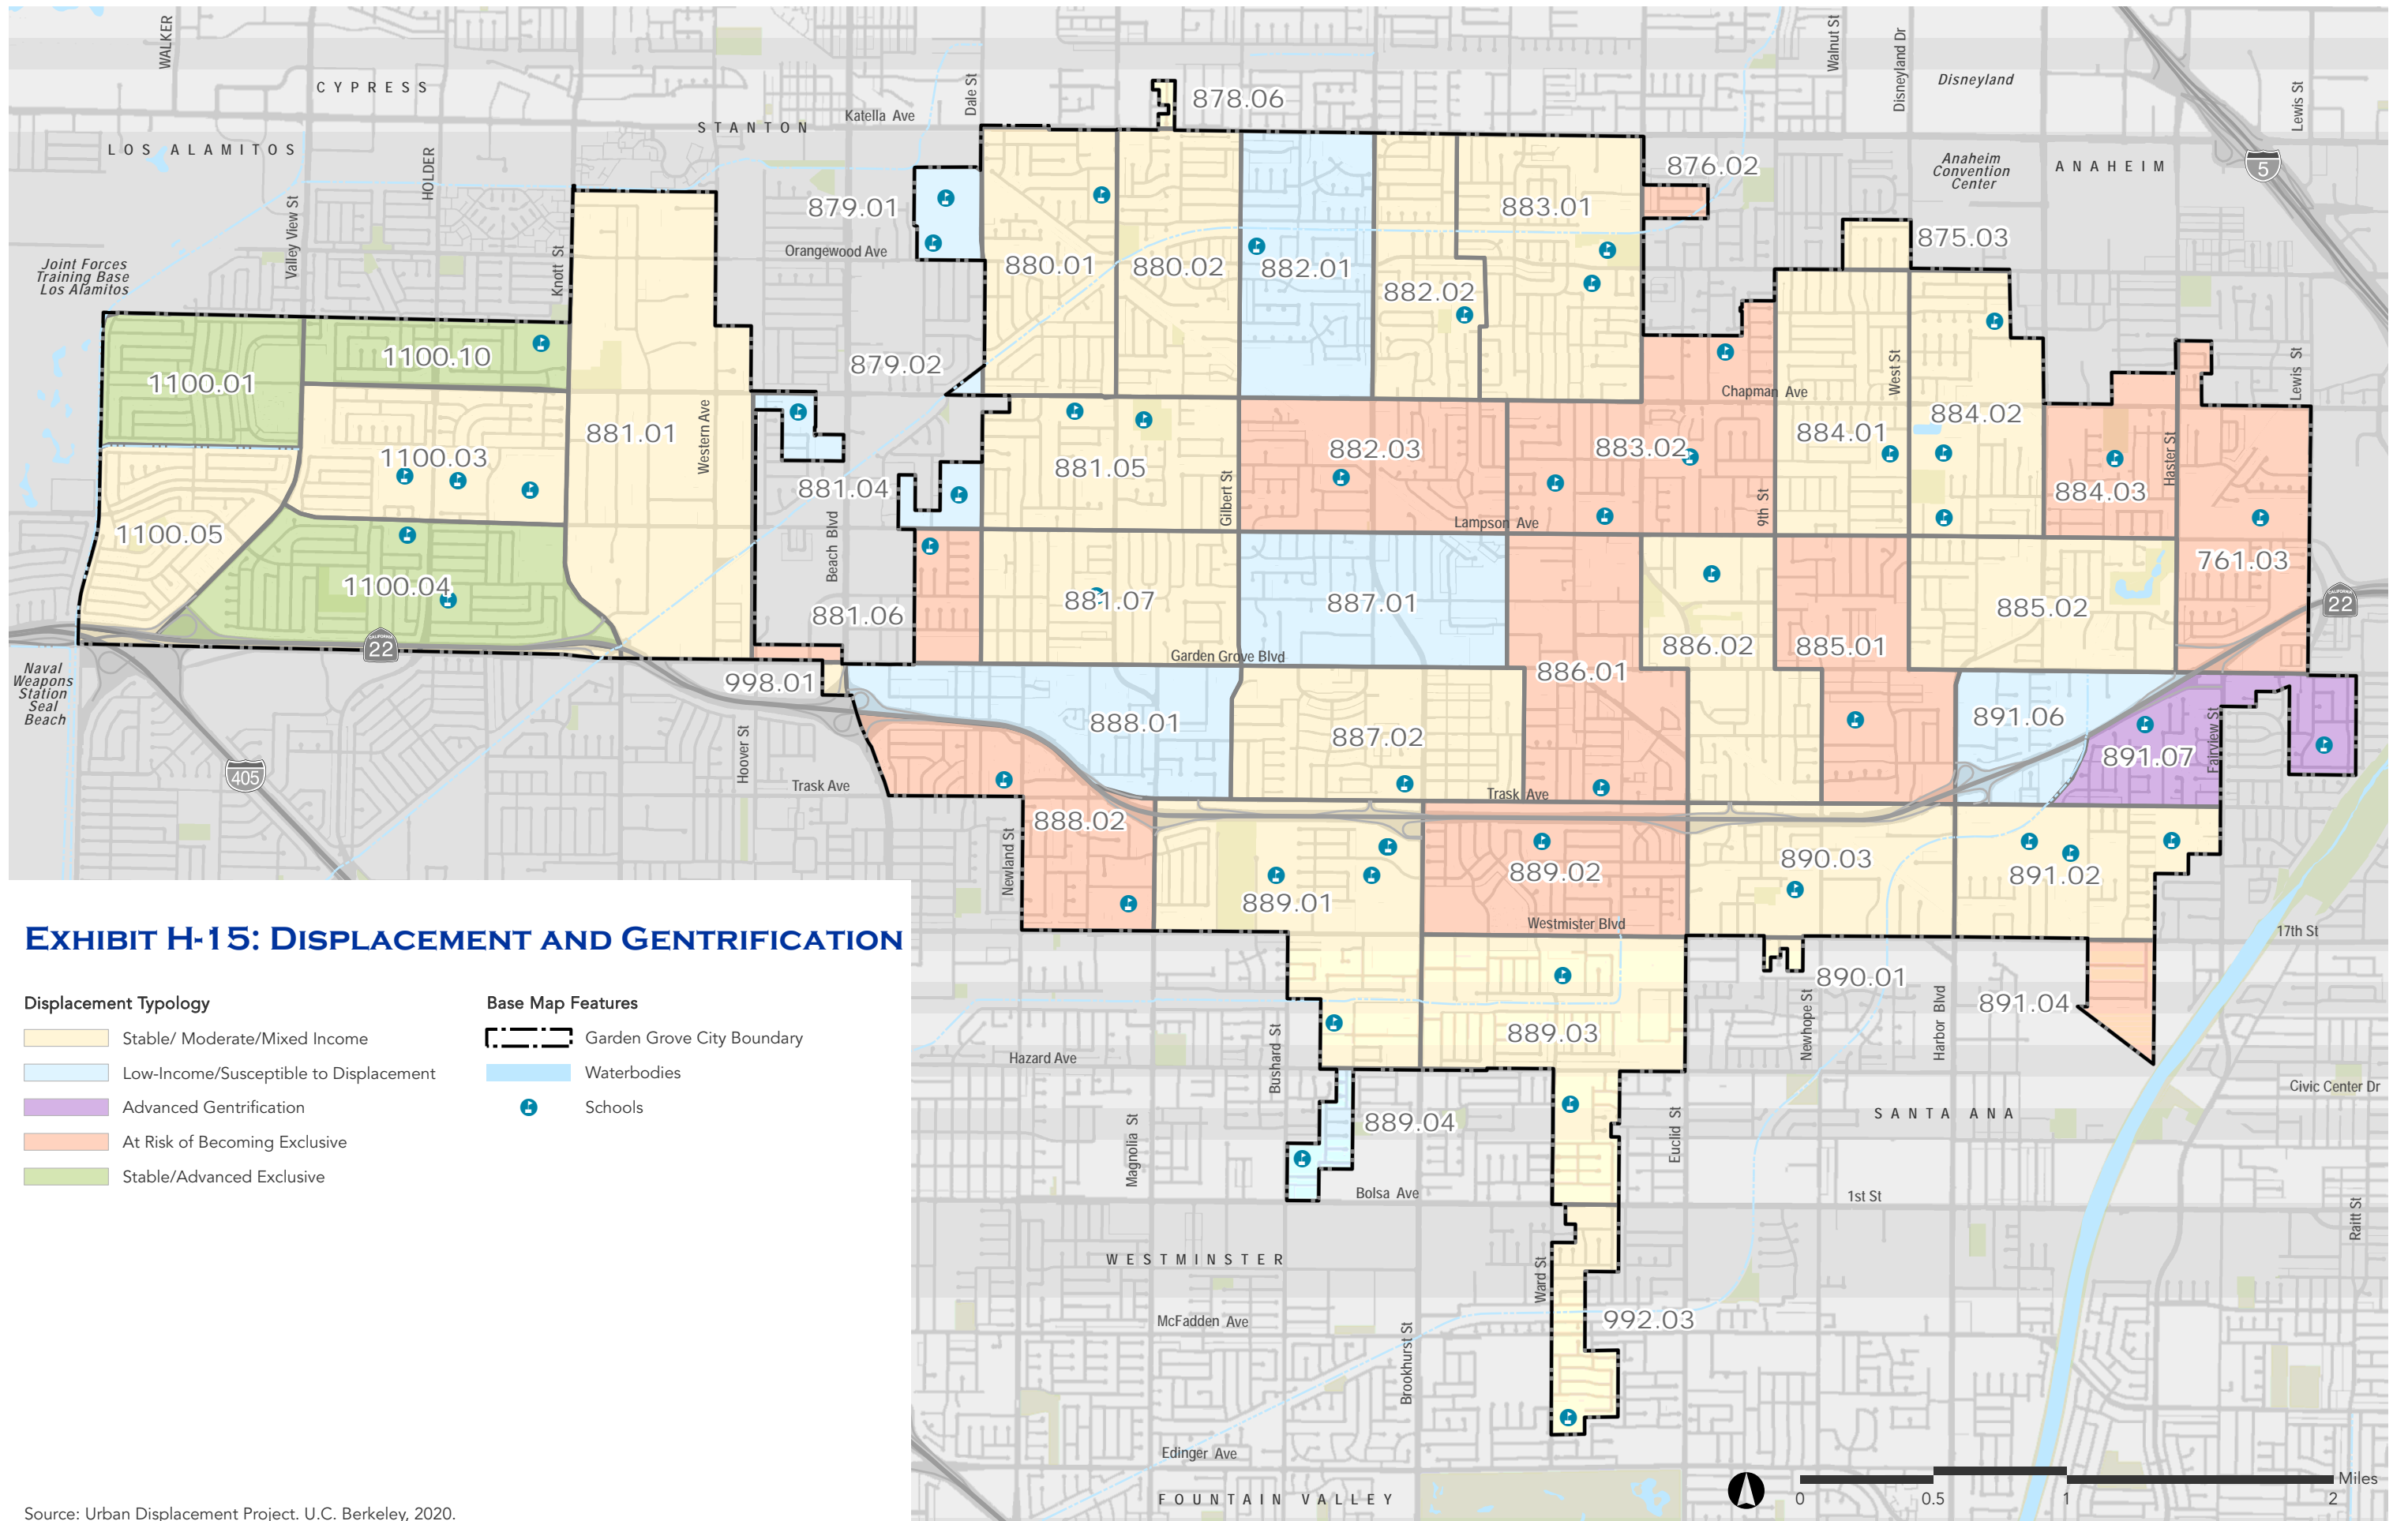 WALKER
CYPRESS
Katella Ave
Dale St
878.06
Walnut St
Disneyland Dr
Disneyland
Lewis St
STANTON
LOS ALAMITOS
HOLDER
Valley View St
Knott St
879.01
Orangewood Ave
876.02
Anaheim
Convention
Center
ANAHEIM
5
Joint Forces
Training Base
Los Alamitos
880.01
880.02
882.01
882.02
883.01
875.03
1100.01
1100.10
879.02
Chapman Ave
West St
Lewis St
1100.03
881.01
Western Ave
881.04
Beach Blvd
881.05
Gilbert St
882.03
883.02
9th St
884.01
884.02
884.03
Haster St
Lampson Ave
1100.05
1100.04
881.06
881.07
887.01
886.01
886.02
885.01
885.02
761.03
CALIFORNIA
22
CALIFORNIA
22
Garden Grove Blvd
Naval
Weapons
Station
Seal
Beach
998.01
888.01
887.02
891.06
891.07
Fairview St
405
Hoover St
Trask Ave
Trask Ave
Newland St
888.02
889.01
889.02
890.03
891.02
Westmister Blvd
17th St
890.01
891.04
Newhope St
Harbor Blvd
889.03
Hazard Ave
Bushard St
Civic Center Dr
Magnolia St
889.04
Euclid St
SANTA ANA
Bolsa Ave
1st St
Raitt St
WESTMINSTER
Ward St
McFadden Ave
992.03
Brookhurst St
Edinger Ave
FOUNTAIN VALLEY
Exhibit H-15: Displacement and Gentrification
Displacement Typology
Stable/ Moderate/Mixed Income
Low-Income/Susceptible to Displacement
Advanced Gentrification
At Risk of Becoming Exclusive
Stable/Advanced Exclusive
Base Map Features
Garden Grove City Boundary
Waterbodies
Schools
Miles
0 0.5 1 2
Source: Urban Displacement Project. U.C. Berkeley, 2020.